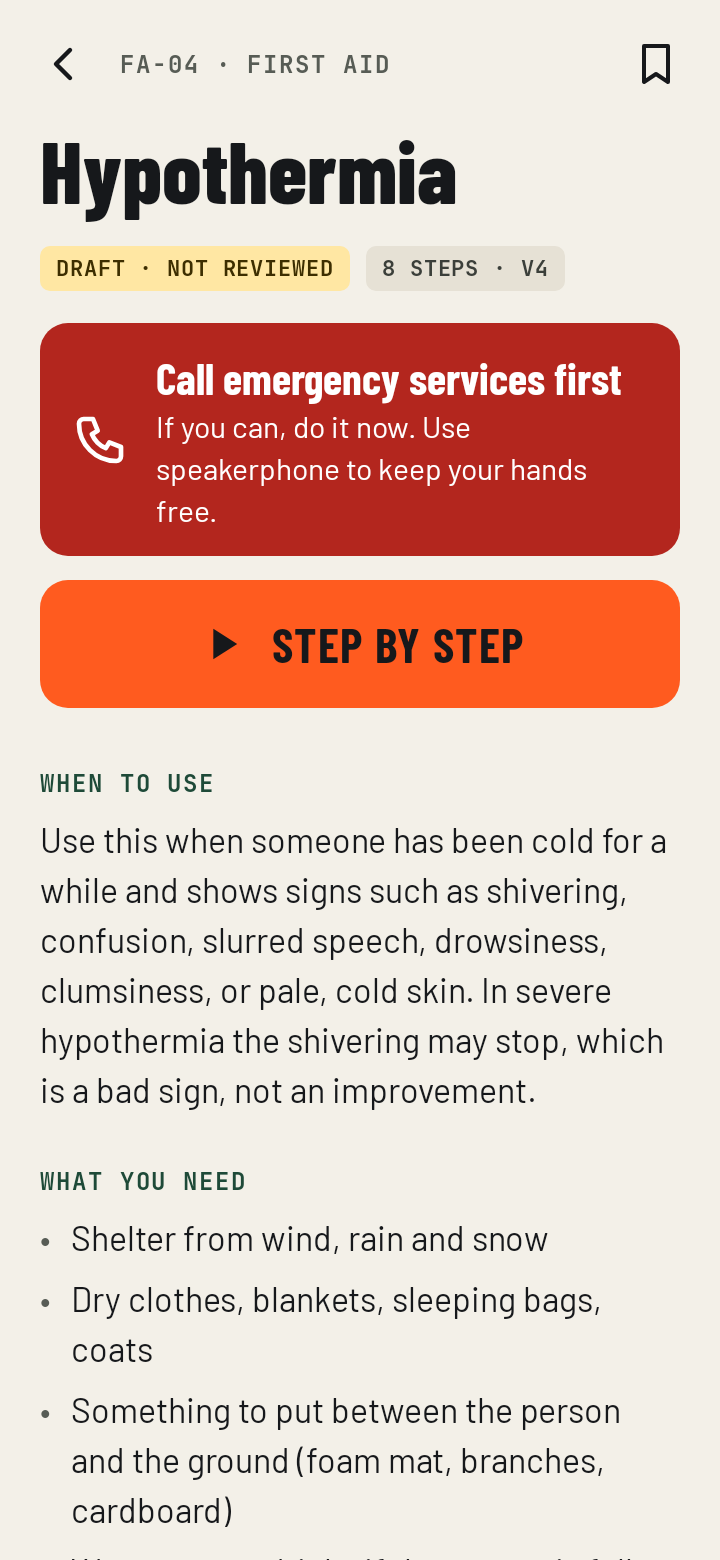 FA-04 · FIRST AID
Hypothermia
DRAFT · NOT REVIEWED
8 STEPS · V4
Call emergency services first
If you can, do it now. Use
speakerphone to keep your hands
free.
STEP BY STEP
WHEN TO USE
Use this when someone has been cold for a
while and shows signs such as shivering,
confusion, slurred speech, drowsiness,
clumsiness, or pale, cold skin. In severe
hypothermia the shivering may stop, which
is a bad sign, not an improvement.
WHAT YOU NEED
• Shelter from wind, rain and snow
• Dry clothes, blankets, sleeping bags,
coats
• Something to put between the person
and the ground (foam mat, branches,
cardboard)